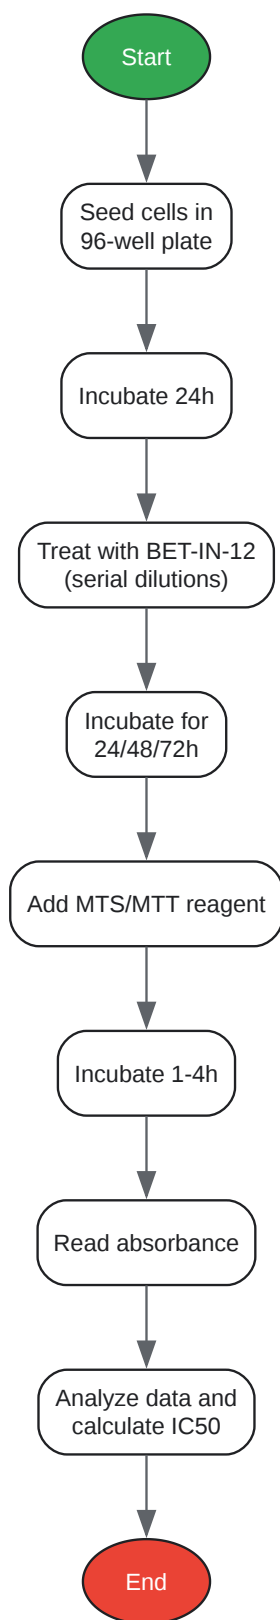 Start
Seed cells in
96-well plate
Incubate 24h
Treat with BET-IN-12
(serial dilutions)
Incubate for
24/48/72h
Add MTS/MTT reagent
Incubate 1-4h
Read absorbance
Analyze data and
calculate IC50
End